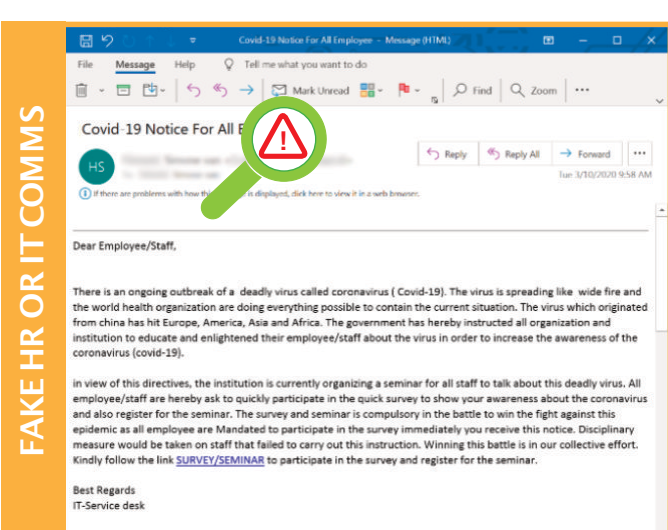 FAKE HR OR IT COMMS
Covid-19 Notice For All Employee - Message (HTML)
File Message Help Tell me what you want to do
Mark Unread Find Zoom
Covid-19 Notice For All E
HS
Reply Reply All Forward
Tue 3/10/2020 9:58 AM
If there are problems with how this is displayed, click here to view it in a web browser.
Dear Employee/Staff,
There is an ongoing outbreak of a deadly virus called coronavirus ( Covid-19). The virus is spreading like wide fire and
the world health organization are doing everything possible to contain the current situation. The virus which originated
from china has hit Europe, America, Asia and Africa. The government has hereby instructed all organization and
institution to educate and enlightened their employee/staff about the virus in order to increase the awareness of the
coronavirus (covid-19).
in view of this directives, the institution is currently organizing a seminar for all staff to talk about this deadly virus. All
employee/staff are hereby ask to quickly participate in the quick survey to show your awareness about the coronavirus
and also register for the seminar. The survey and seminar is compulsory in the battle to win the fight against this
epidemic as all employee are Mandated to participate in the survey immediately you receive this notice. Disciplinary
measure would be taken on staff that failed to carry out this instruction. Winning this battle is in our collective effort.
Kindly follow the link SURVEY/SEMINAR to participate in the survey and register for the seminar.
Best Regards
IT-Service desk